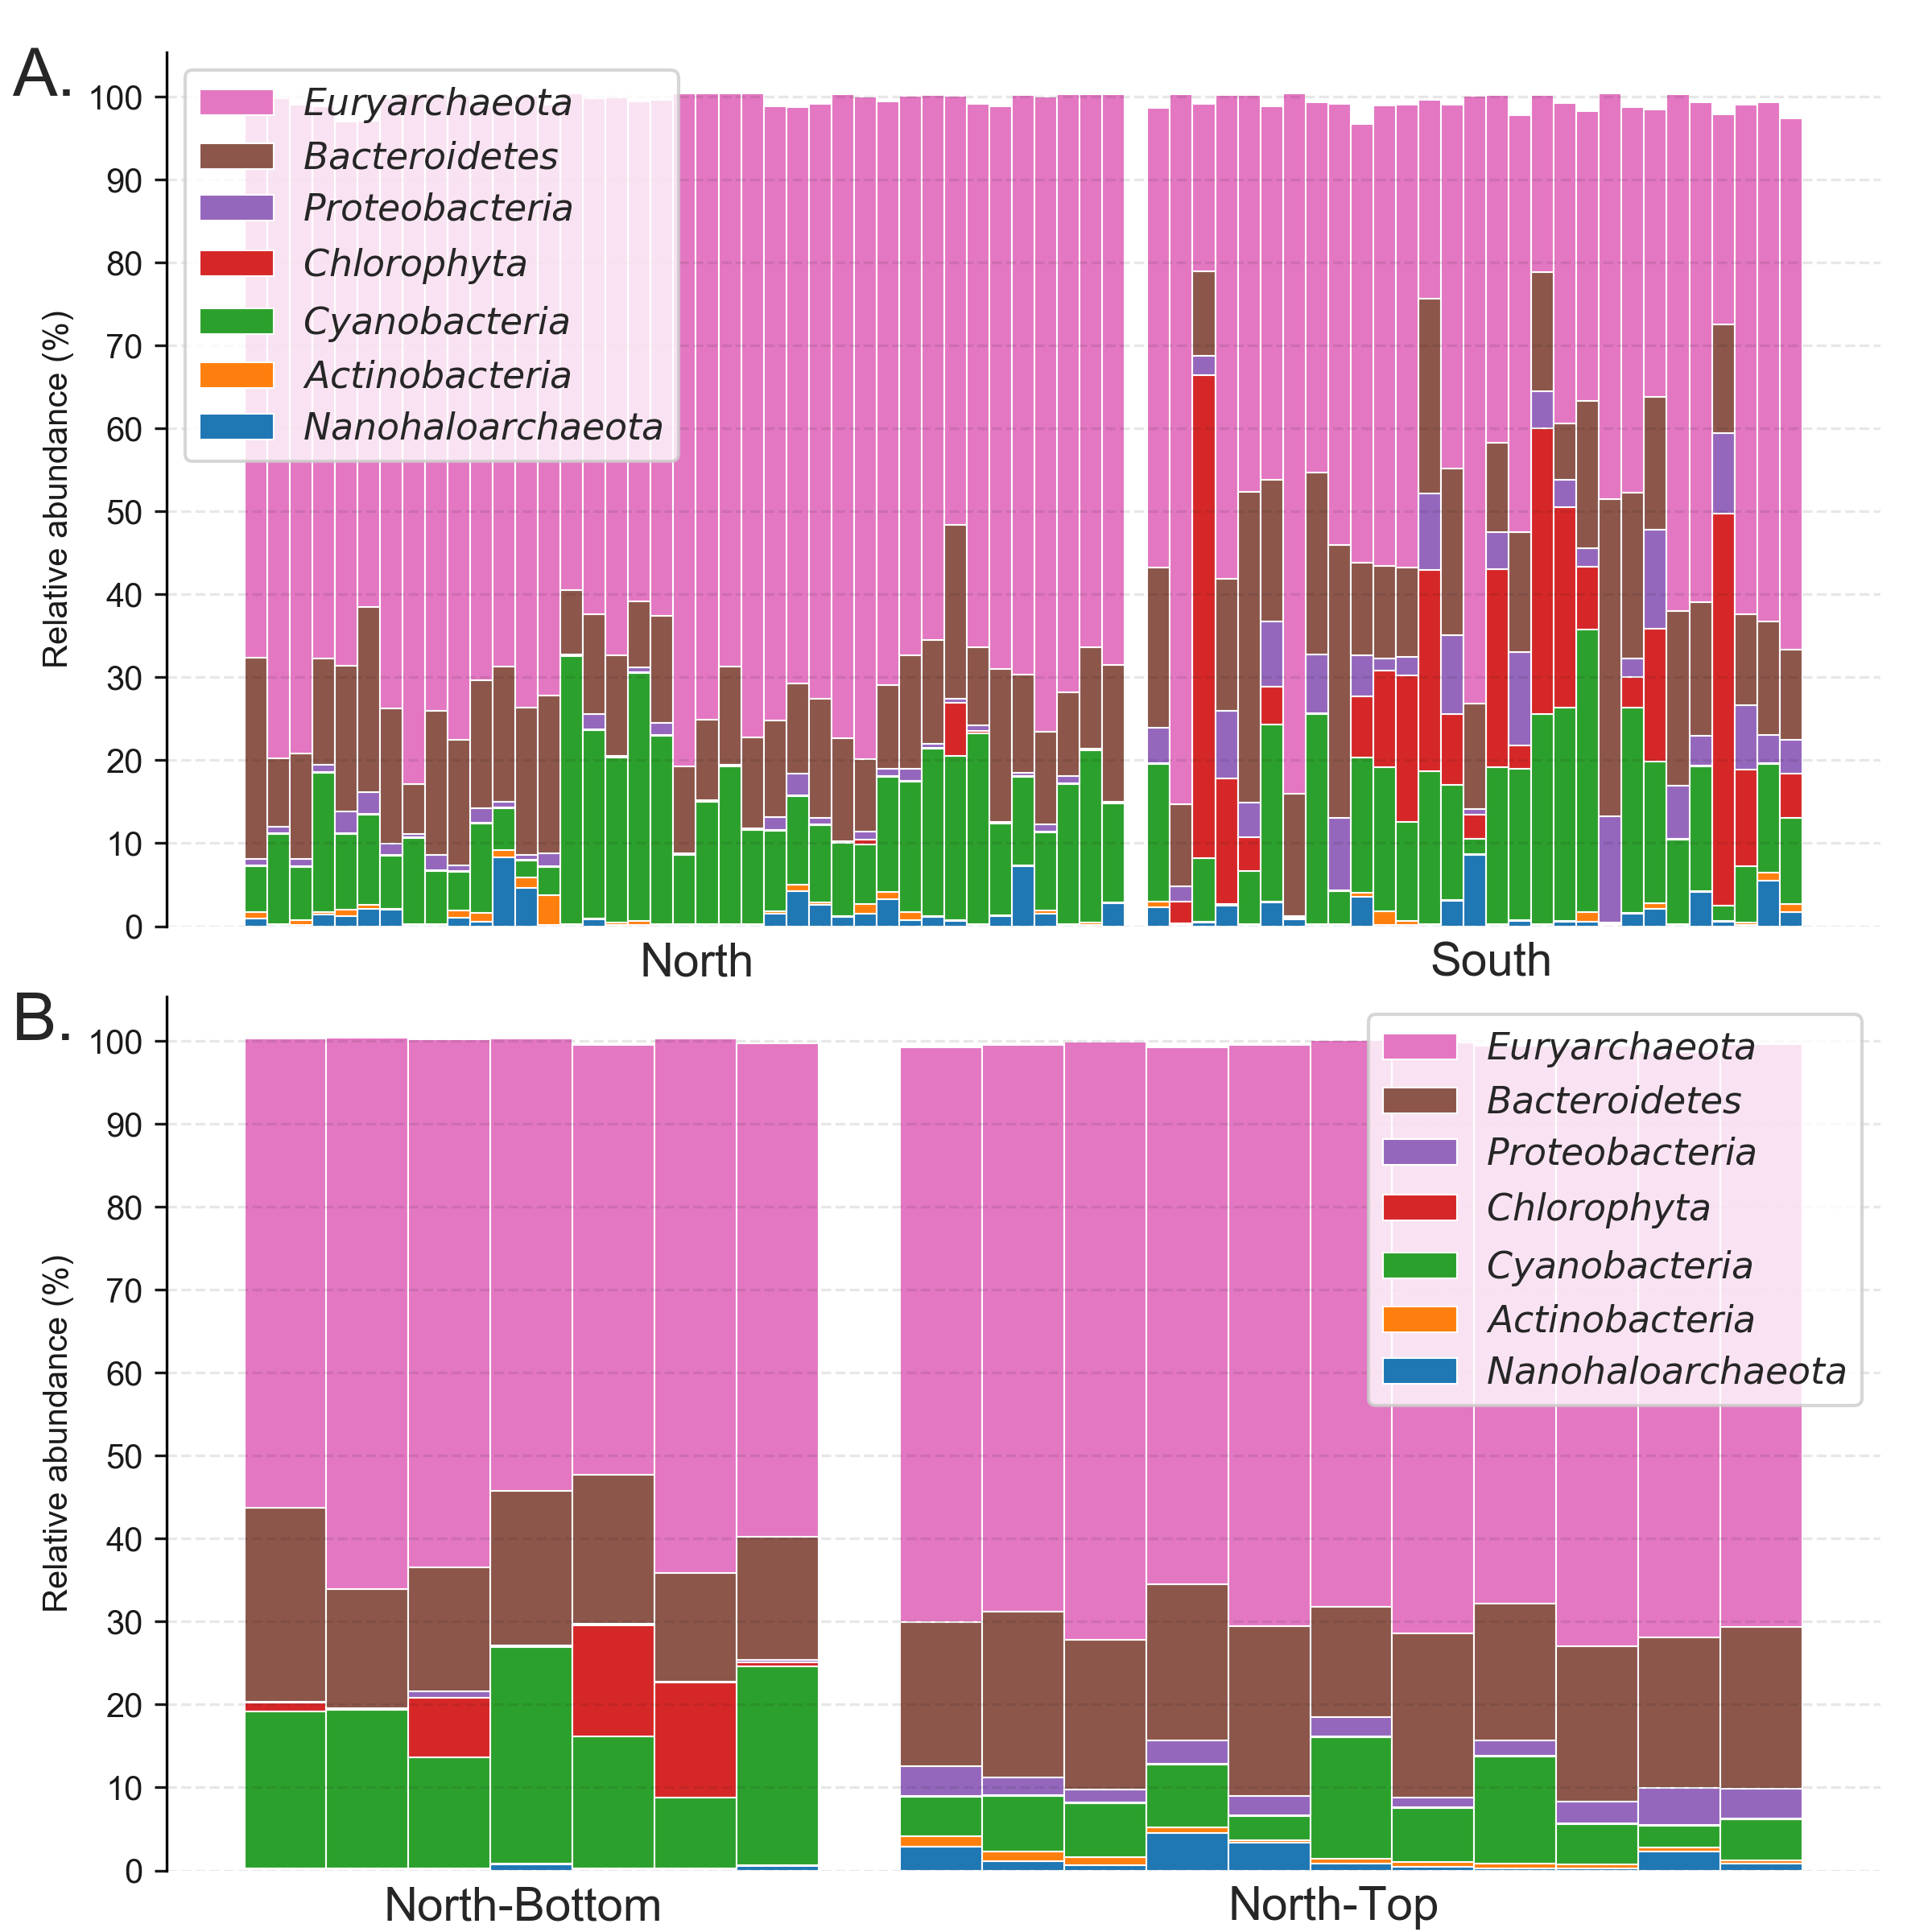 A.
Relative abundance (%)
100
90
80
70
60
50
40
30
20
10
0
Euryarchaeota
Bacteroidetes
Proteobacteria
Chlorophyta
Cyanobacteria
Actinobacteria
Nanohaloarchaeota
North South
B.
Relative abundance (%)
100
90
80
70
60
50
40
30
20
10
0
Euryarchaeota
Bacteroidetes
Proteobacteria
Chlorophyta
Cyanobacteria
Actinobacteria
Nanohaloarchaeota
North-Bottom North-Top